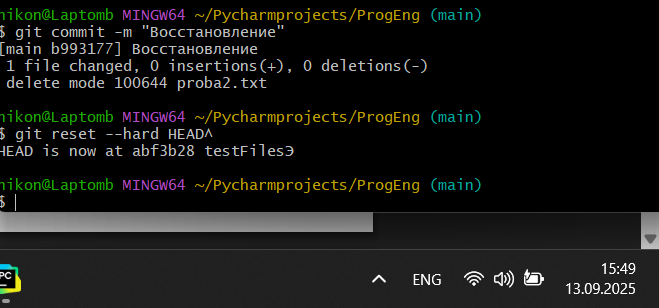 nikon@Laptomb MINGW64 ~/Pycharmprojects/ProgEng (main)
$ git commit -m "Восстановление"
[main b993177] Восстановление
1 file changed, 0 insertions(+), 0 deletions(-)
delete mode 100644 proba2.txt
nikon@Laptomb MINGW64 ~/Pycharmprojects/ProgEng (main)
$ git reset --hard HEAD^
HEAD is now at abf3b28 testFilesЭ
nikon@Laptomb MINGW64 ~/Pycharmprojects/ProgEng (main)
$
PC
ENG
15:49
13.09.2025